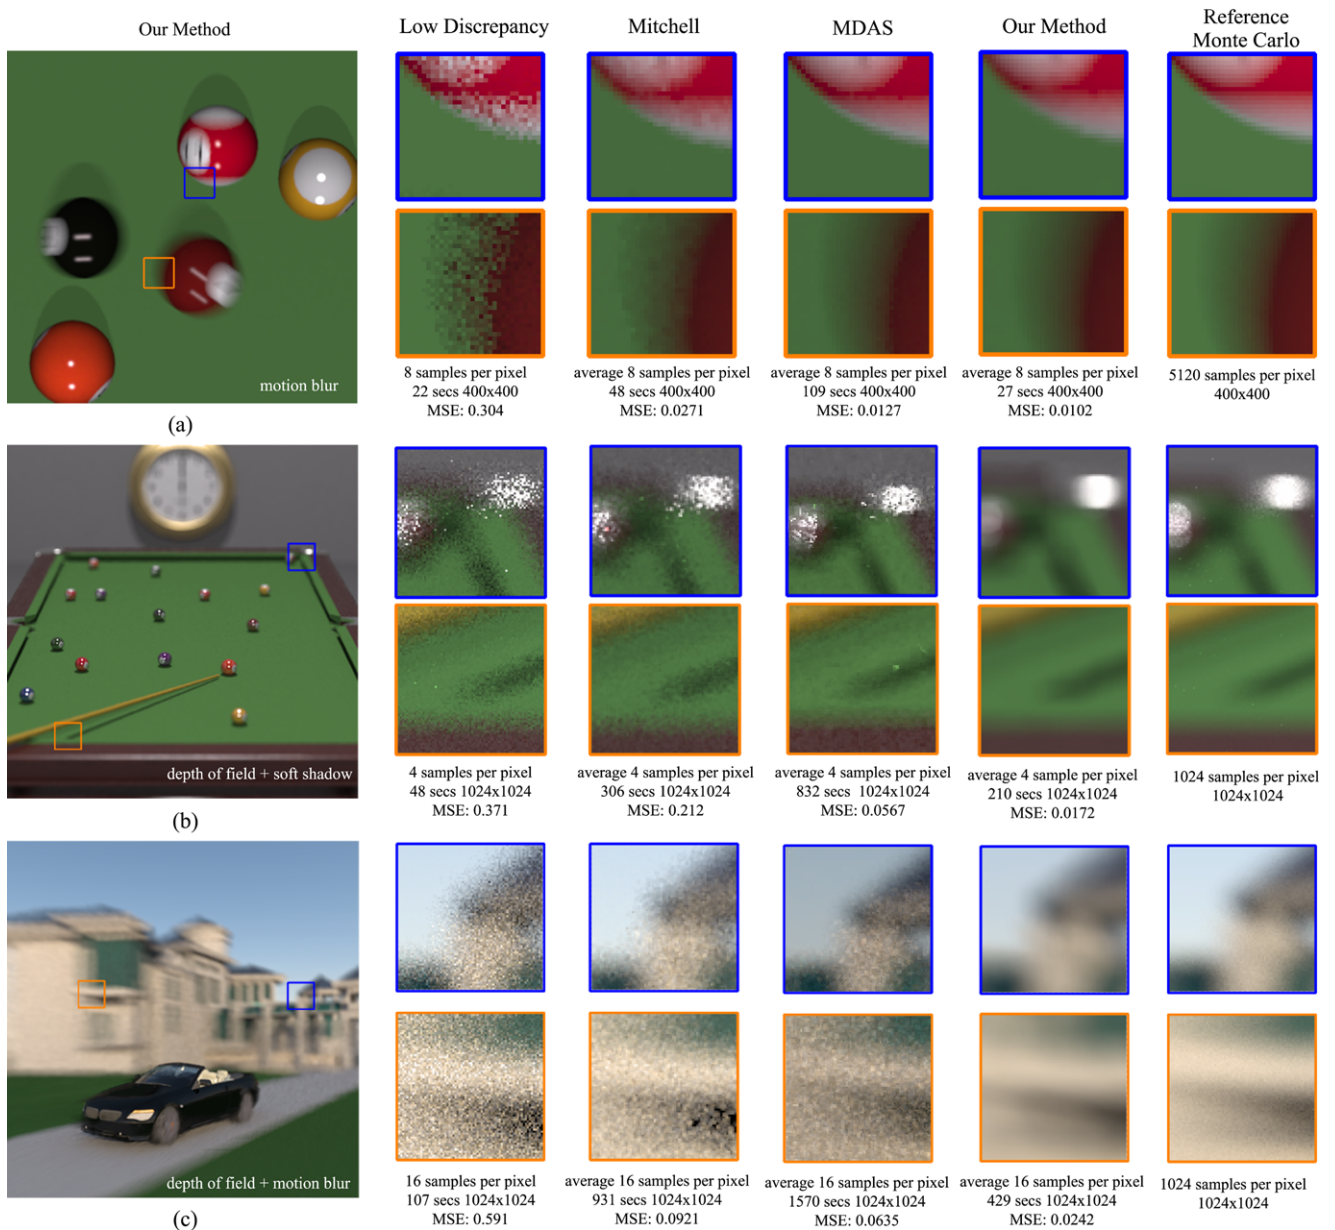 Our Method
Low Discrepancy
Mitchell
MDAS
Our Method
Reference
Monte Carlo
motion blur
8 samples per pixel
22 secs 400x400
MSE: 0.304
average 8 samples per pixel
48 secs 400x400
MSE: 0.0271
average 8 samples per pixel
109 secs 400x400
MSE: 0.0127
average 8 samples per pixel
27 secs 400x400
MSE: 0.0102
5120 samples per pixel
400x400
(a)
depth of field + soft shadow
4 samples per pixel
48 secs 1024x1024
MSE: 0.371
average 4 samples per pixel
306 secs 1024x1024
MSE: 0.212
average 4 samples per pixel
832 secs 1024x1024
MSE: 0.0567
average 4 sample per pixel
210 secs 1024x1024
MSE: 0.0172
1024 samples per pixel
1024x1024
(b)
depth of field + motion blur
16 samples per pixel
107 secs 1024x1024
MSE: 0.591
average 16 samples per pixel
931 secs 1024x1024
MSE: 0.0921
average 16 samples per pixel
1570 secs 1024x1024
MSE: 0.0635
average 16 samples per pixel
429 secs 1024x1024
MSE: 0.0242
1024 samples per pixel
1024x1024
(c)